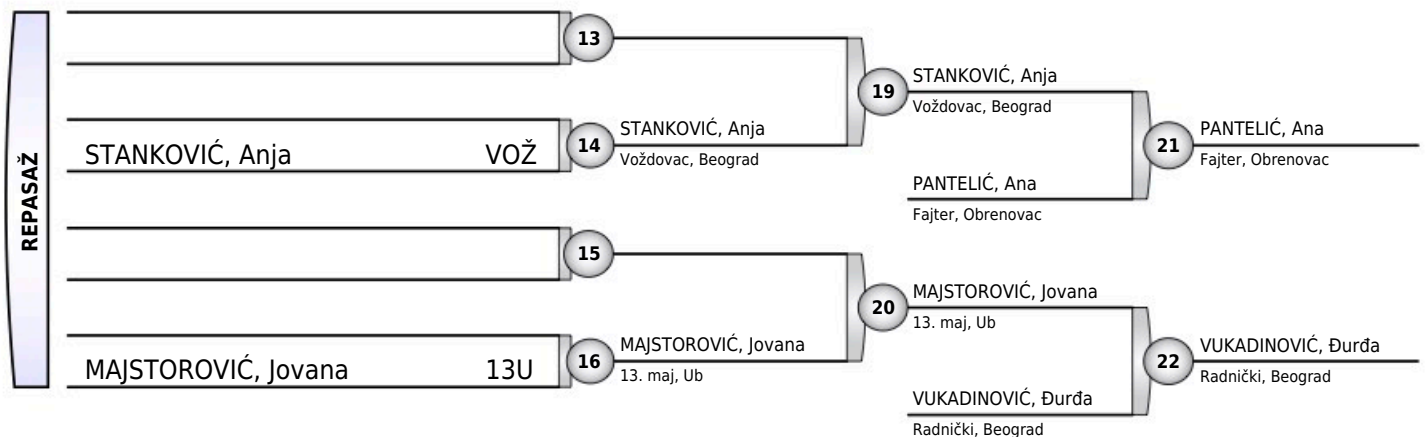 REPASAŽ
13
STANKOVIĆ, Anja VOŽ
14
STANKOVIĆ, Anja
Voždovac, Beograd
19
STANKOVIĆ, Anja
Voždovac, Beograd
PANTELIĆ, Ana
Fajter, Obrenovac
21
PANTELIĆ, Ana
Fajter, Obrenovac
15
MAJSTOROVIĆ, Jovana 13U
16
MAJSTOROVIĆ, Jovana
13. maj, Ub
20
MAJSTOROVIĆ, Jovana
13. maj, Ub
VUKADINOVIĆ, Đurđa
Radnički, Beograd
22
VUKADINOVIĆ, Đurđa
Radnički, Beograd